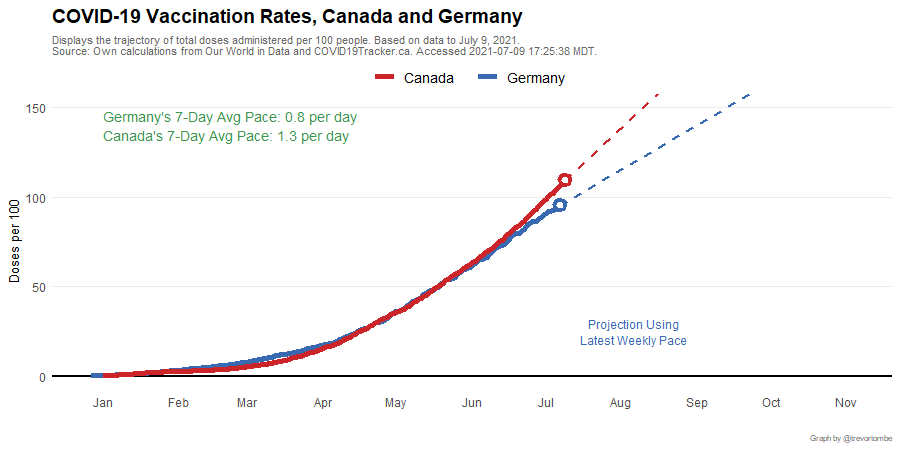 COVID-19 Vaccination Rates, Canada and Germany
Displays the trajectory of total doses administered per 100 people. Based on data to July 9, 2021.
Source: Own calculations from Our World in Data and COVID19Tracker.ca. Accessed 2021-07-09 17:25:38 MDT.
Canada Germany
Germany's 7-Day Avg Pace: 0.8 per day
Canada's 7-Day Avg Pace: 1.3 per day
150
100
50
0
Doses per 100
Projection Using
Latest Weekly Pace
Jan Feb Mar Apr May Jun Jul Aug Sep Oct Nov
Graph by @trevortombe